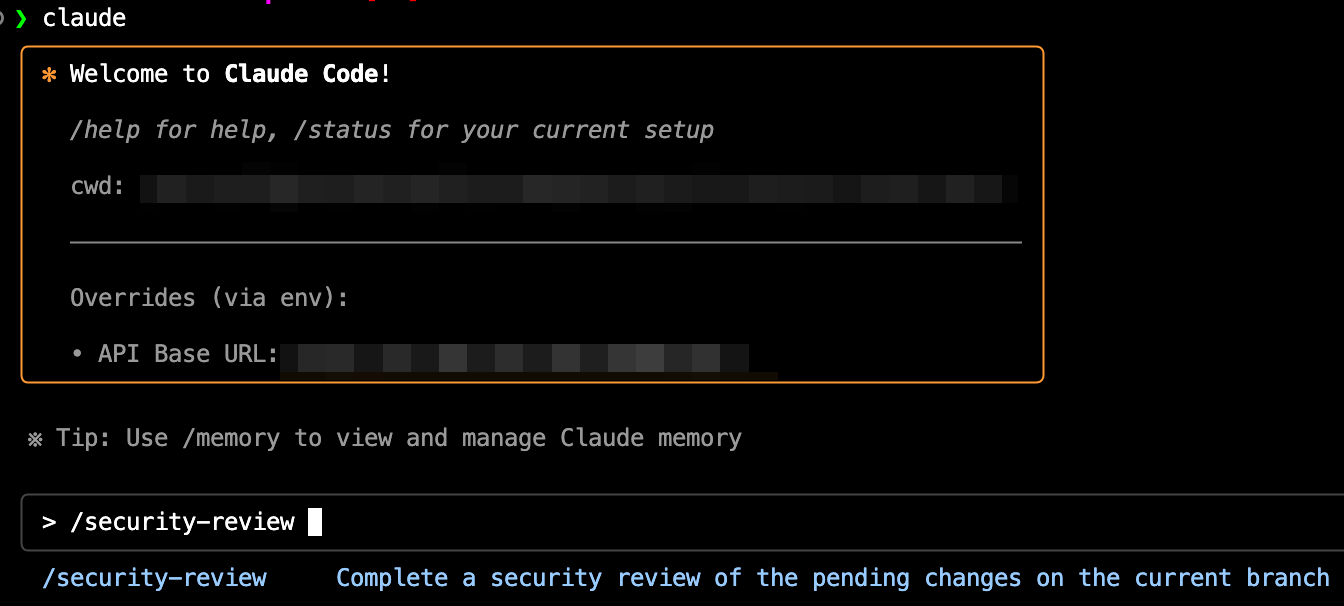 ❯ claude
✻ Welcome to Claude Code!
/help for help, /status for your current setup
cwd:
Overrides (via env):
• API Base URL:
※ Tip: Use /memory to view and manage Claude memory
> /security-review
/security-review Complete a security review of the pending changes on the current branch